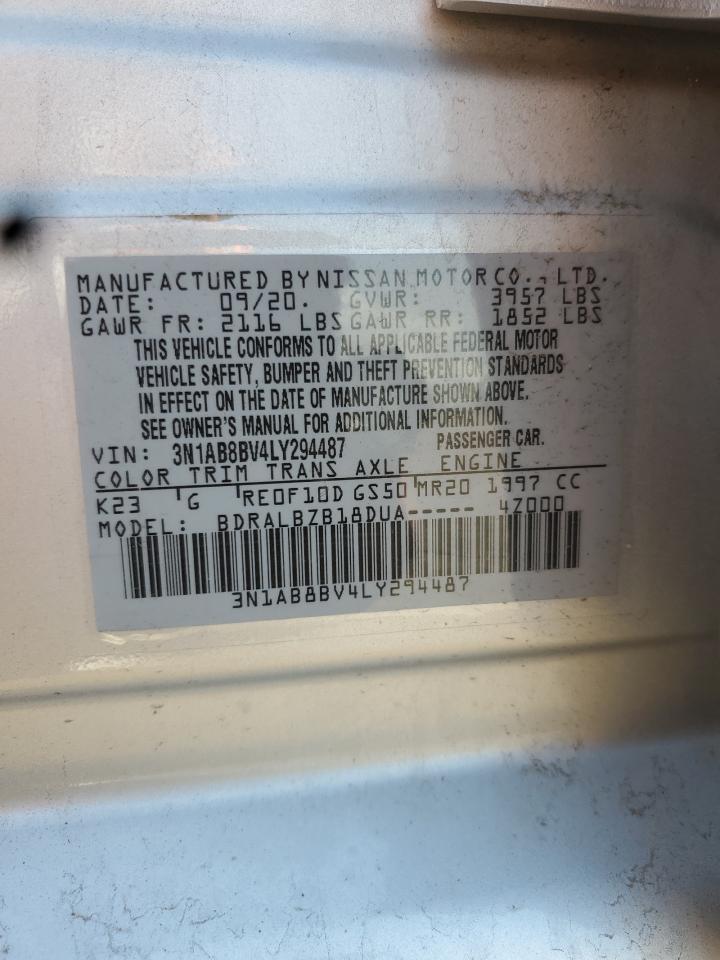 MANUFACTURED BY NISSAN MOTOR CO., LTD.
DATE: 09/20. GVWR: 3957 LBS
GAWR FR: 2116 LBS GAWR RR: 1852 LBS
THIS VEHICLE CONFORMS TO ALL APPLICABLE FEDERAL MOTOR
VEHICLE SAFETY, BUMPER AND THEFT PREVENTION STANDARDS
IN EFFECT ON THE DATE OF MANUFACTURE SHOWN ABOVE.
SEE OWNER'S MANUAL FOR ADDITIONAL INFORMATION.
VIN: 3N1AB8BV4LY294487 PASSENGER CAR.
COLOR TRIM TRANS AXLE ENGINE
K23 G RE0F10D GS50 MR20 1997 CC
MODEL: BDRALBZB18DUA----- 4Z000
3N1AB8BV4LY294487